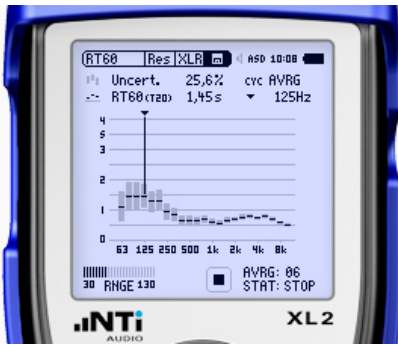 RT60 Res XLR ASD 10:08
Uncert. 25,6% cyc AVRG
RT60(T20) 1,45s 125Hz
4
s
3
2
1
0
63 125 250 500 1k 2k 4k 8k
30 RNGE 130
AVRG: 06
STAT: STOP
NTi
AUDIO
XL2